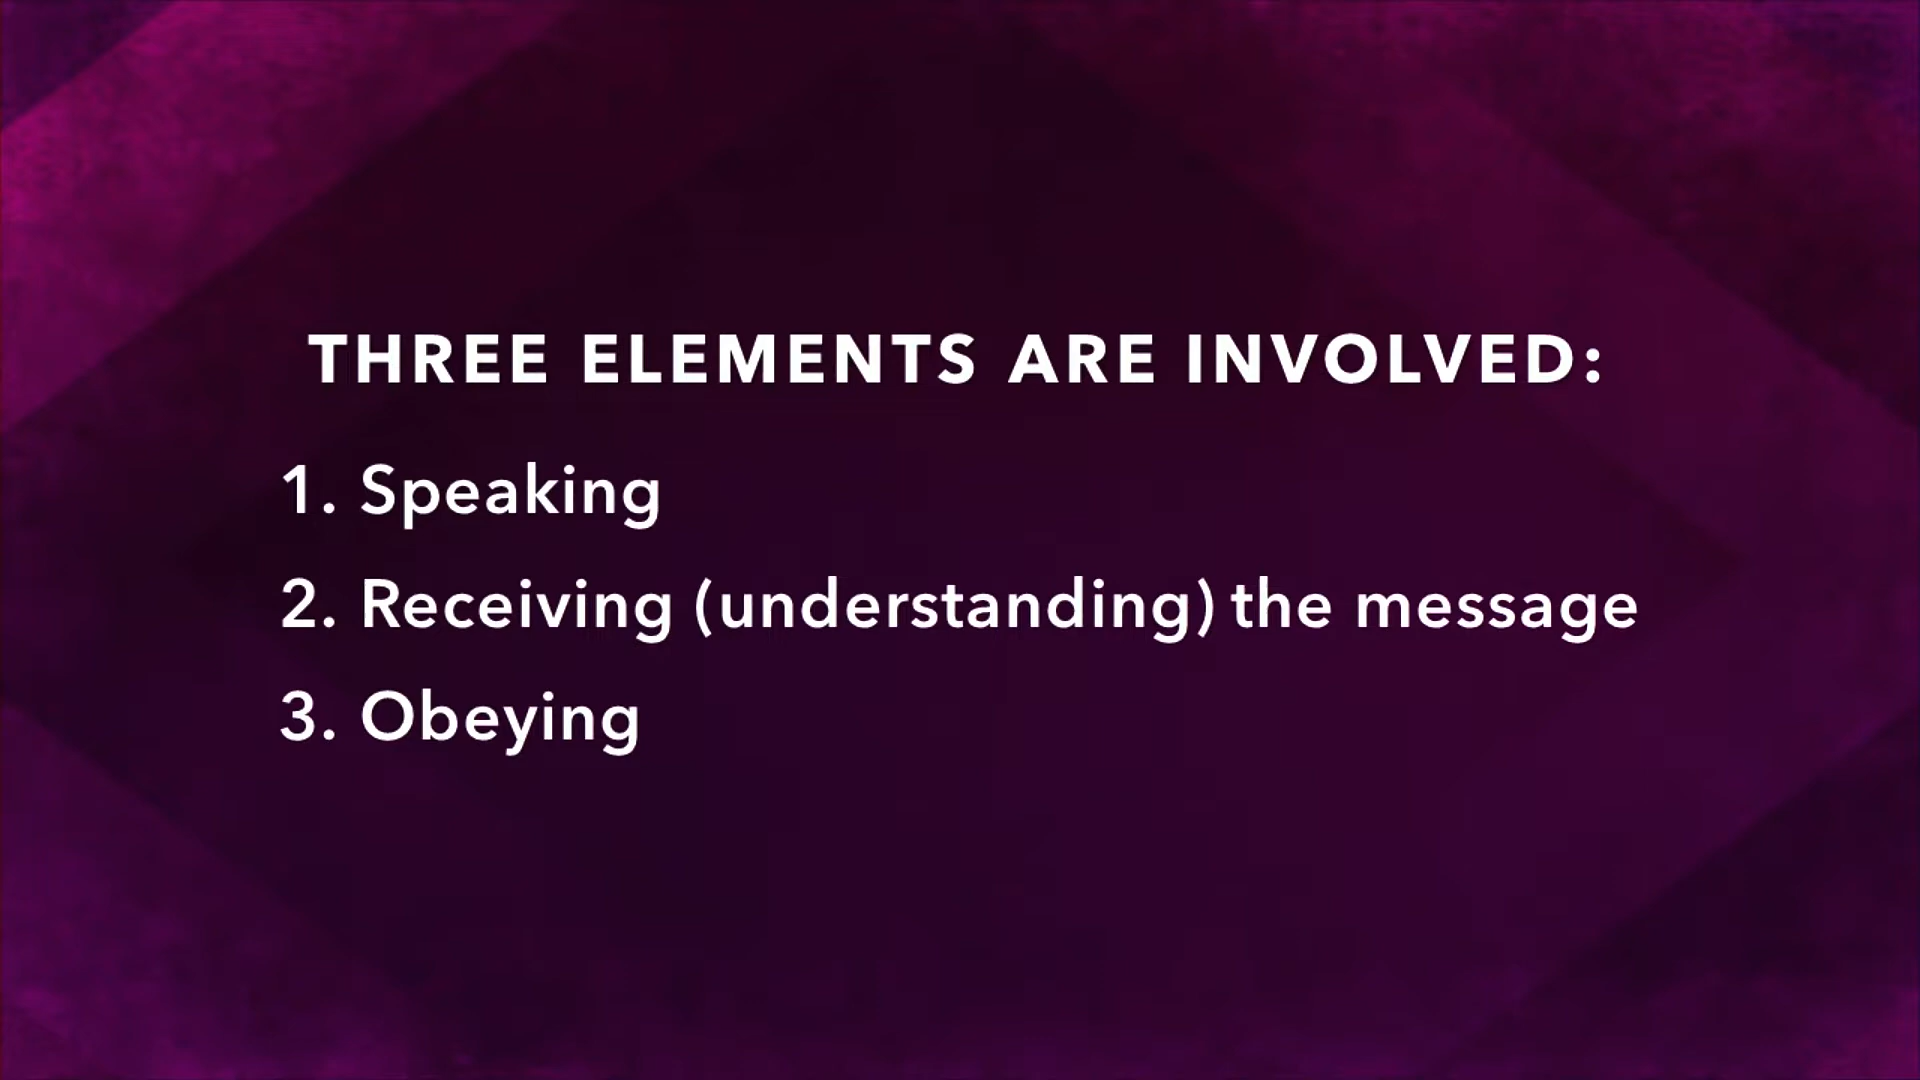 THREE ELEMENTS ARE INVOLVED:
1. Speaking
2. Receiving (understanding) the message
3. Obeying